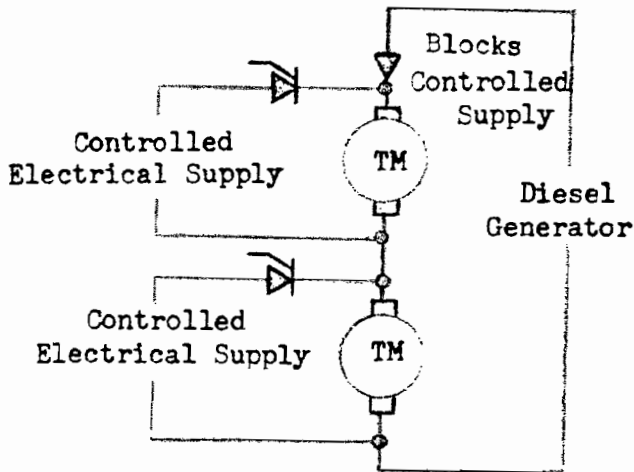 Blocks
Controlled
Supply
Controlled
Electrical Supply
TM
Diesel
Generator
Controlled
Electrical Supply
TM